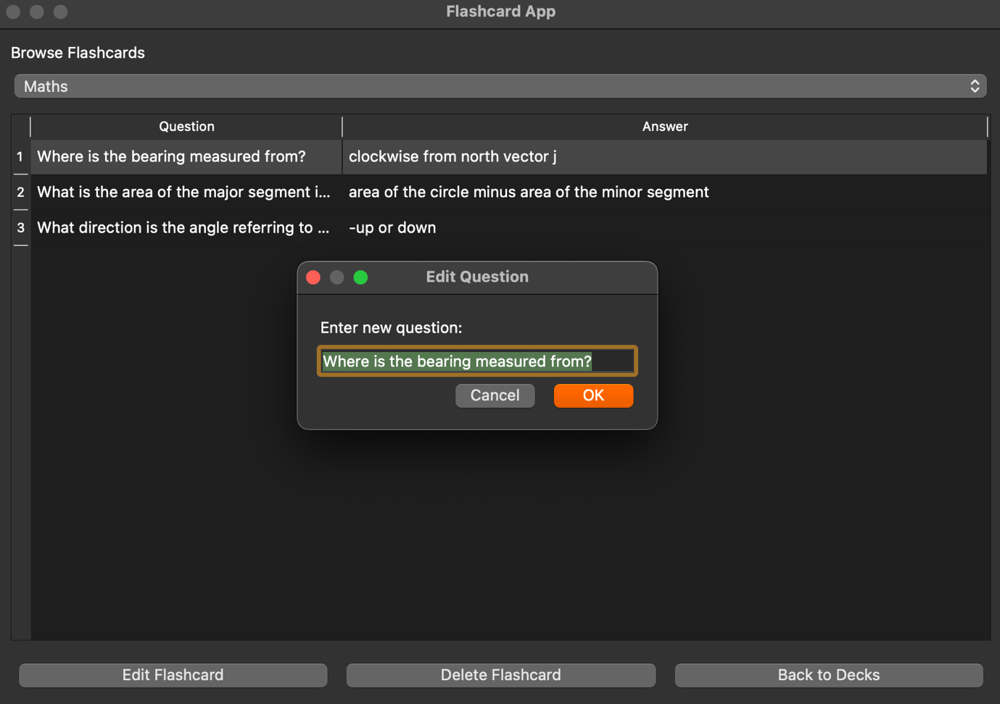 Flashcard App
Browse Flashcards
Maths
Question Answer
1 Where is the bearing measured from? clockwise from north vector j
2 What is the area of the major segment i... area of the circle minus area of the minor segment
3 What direction is the angle referring to ... -up or down
Edit Question
Enter new question:
Where is the bearing measured from?
Cancel OK
Edit Flashcard Delete Flashcard Back to Decks